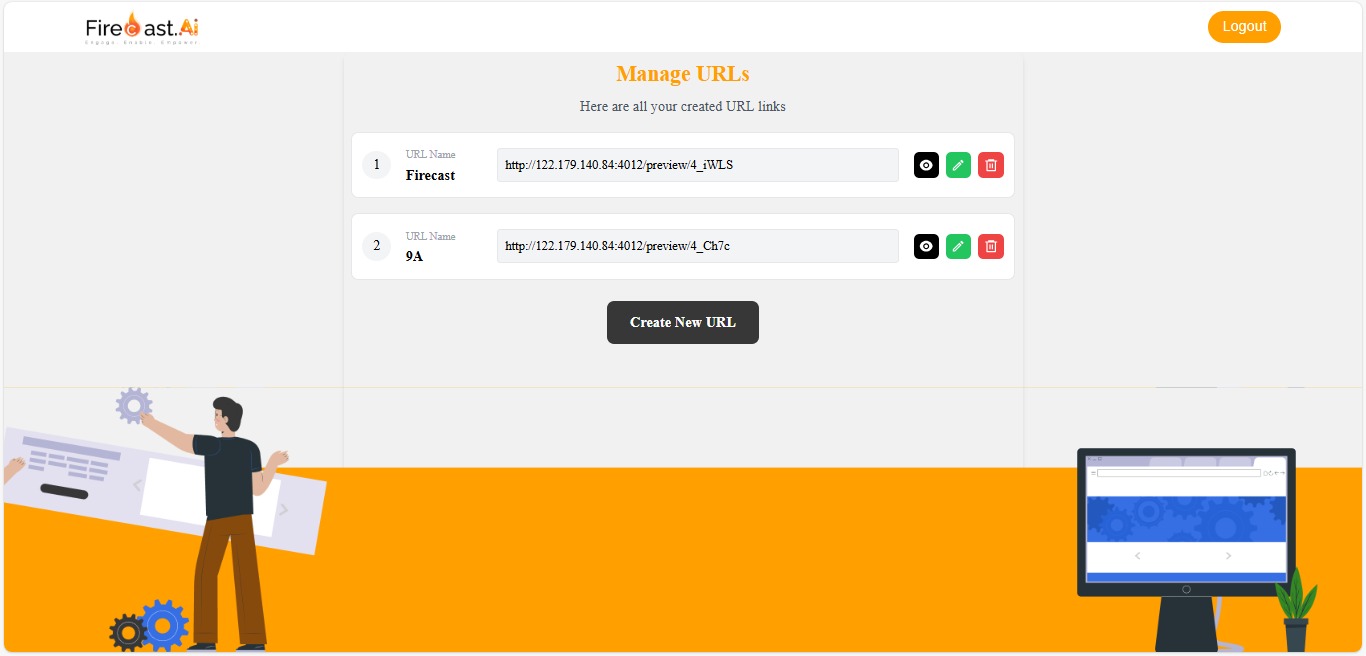 Firecast.Ai
Engage. Enable. Empower.
Logout
Manage URLs
Here are all your created URL links
1
URL Name
Firecast
http://122.179.140.84:4012/preview/4_iWLS
2
URL Name
9A
http://122.179.140.84:4012/preview/4_Ch7c
Create New URL